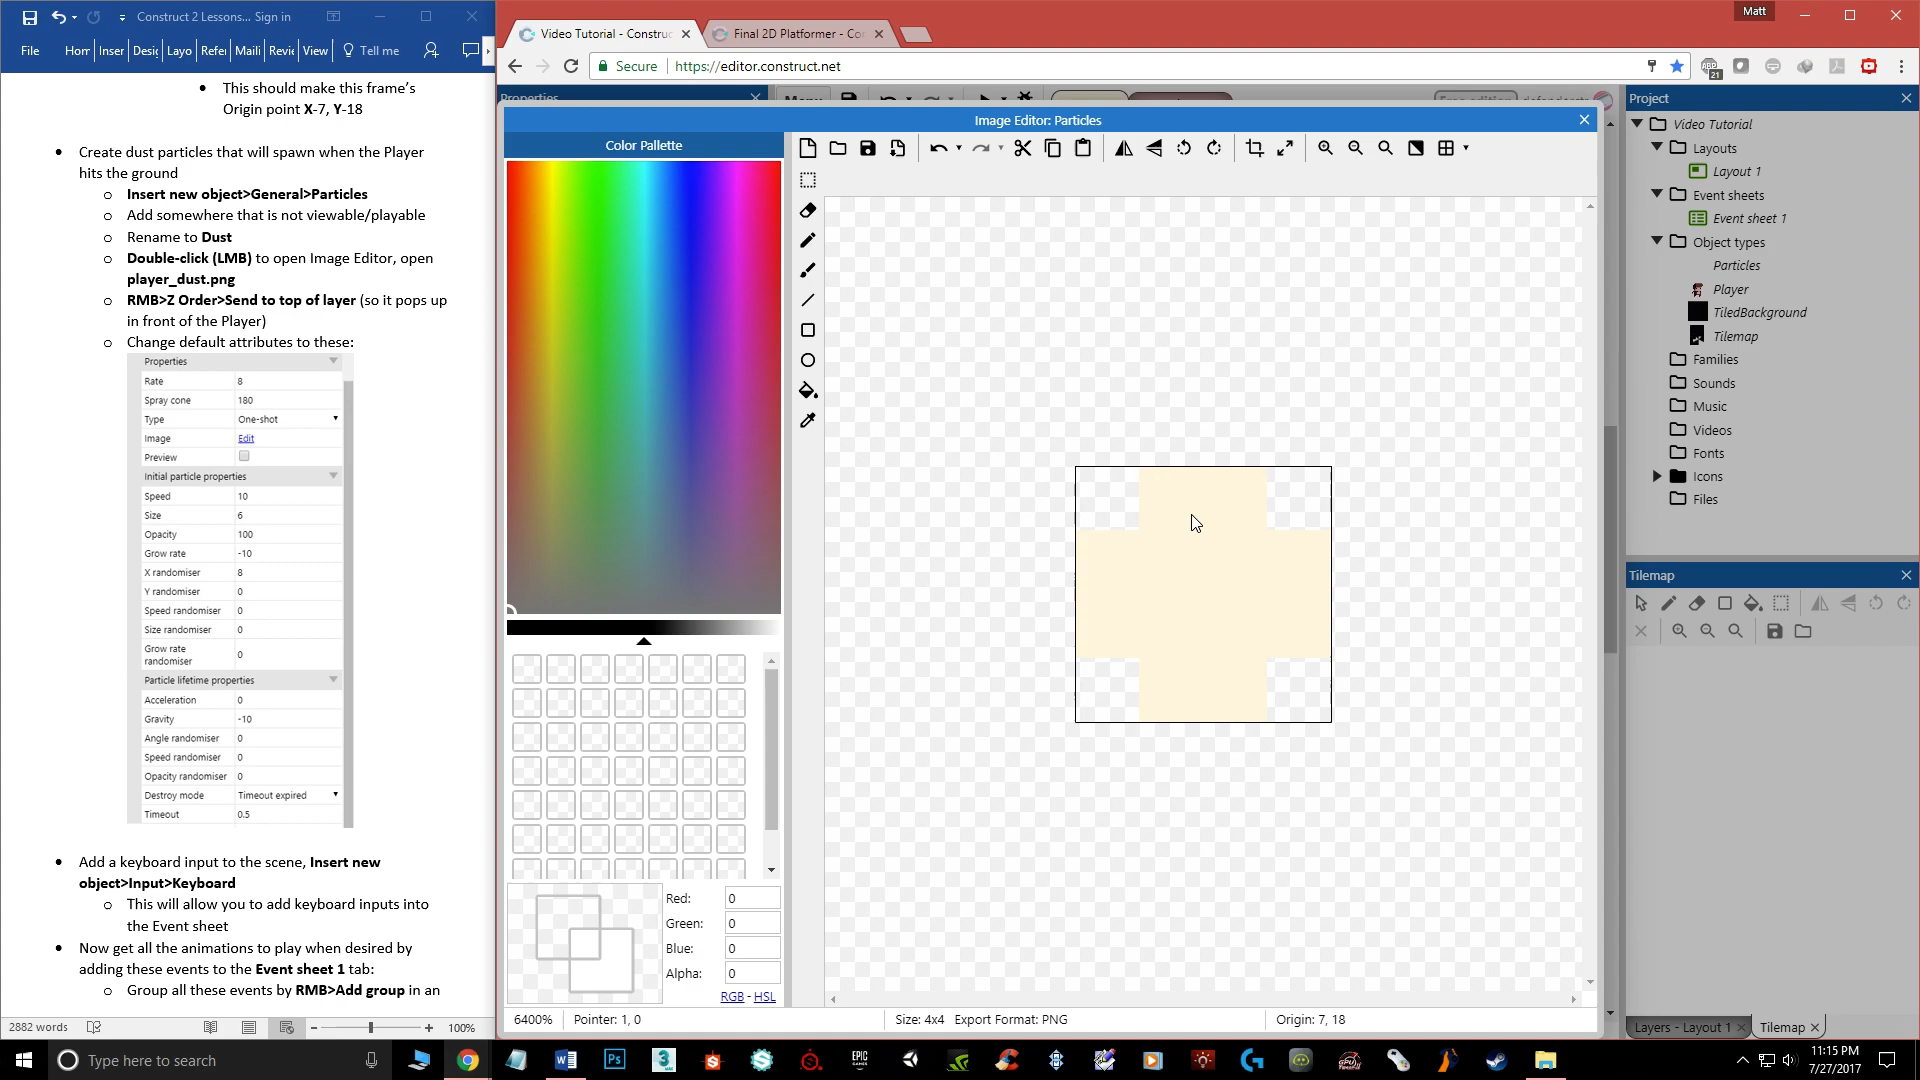 Construct 2 Lessons... Sign in
File Hor Inser Desig Layo Refer Maili Revie View Tell me
This should make this frame's
Origin point X-7, Y-18
Create dust particles that will spawn when the Player
hits the ground
Insert new object>General>Particles
Add somewhere that is not viewable/playable
Rename to Dust
Double-click (LMB) to open Image Editor, open
player_dust.png
RMB>Z Order>Send to top of layer (so it pops up
in front of the Player)
Change default attributes to these:
Properties
Rate 8
Spray cone 180
Type One-shot
Image Edit
Preview
Initial particle properties
Speed 10
Size 6
Opacity 100
Grow rate -10
X randomiser 8
Y randomiser 0
Speed randomiser 0
Size randomiser 0
Grow rate
randomiser 0
Particle lifetime properties
Acceleration 0
Gravity -10
Angle randomiser 0
Speed randomiser 0
Opacity randomiser 0
Destroy mode Timeout expired
Timeout 0.5
Add a keyboard input to the scene, Insert new
object>Input>Keyboard
This will allow you to add keyboard inputs into
the Event sheet
Now get all the animations to play when desired by
adding these events to the Event sheet 1 tab:
Group all these events by RMB>Add group in an
2882 words 100%
Matt
Video Tutorial - Construc Final 2D Platformer - Con
Secure https://editor.construct.net
ABP
21
Properties
Image Editor: Particles
Color Pallette
Red: 0
Green: 0
Blue: 0
Alpha: 0
RGB - HSL
6400% Pointer: 1, 0 Size: 4x4 Export Format: PNG Origin: 7, 18
Project
Video Tutorial
Layouts
Layout 1
Event sheets
Event sheet 1
Object types
Particles
Player
TiledBackground
Tilemap
Families
Sounds
Music
Videos
Fonts
Icons
Files
Tilemap
Layers - Layout 1 Tilemap
Type here to search
EPIC
GAMES
11:15 PM
7/27/2017